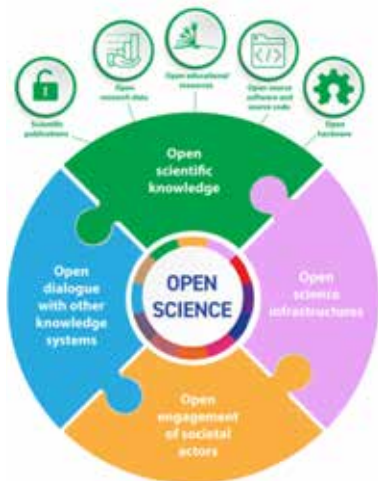 Scientific
publications
Open
research data
Open educational
resources
Open source
software and
source code
Open
hardware
Open
scientific
knowledge
Open
dialogue
with other
knowledge
systems
OPEN
SCIENCE
Open
science
infrastructures
Open
engagement
of societal
actors